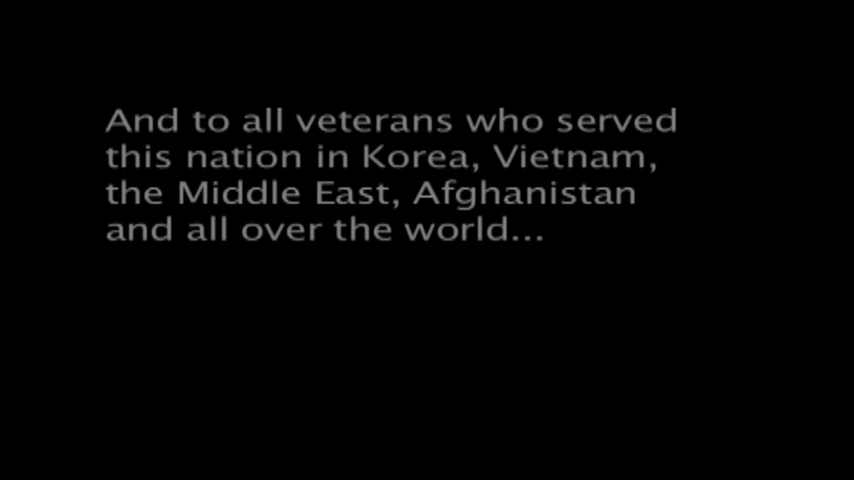 And to all veterans who served
this nation in Korea, Vietnam,
the Middle East, Afghanistan
and all over the world...